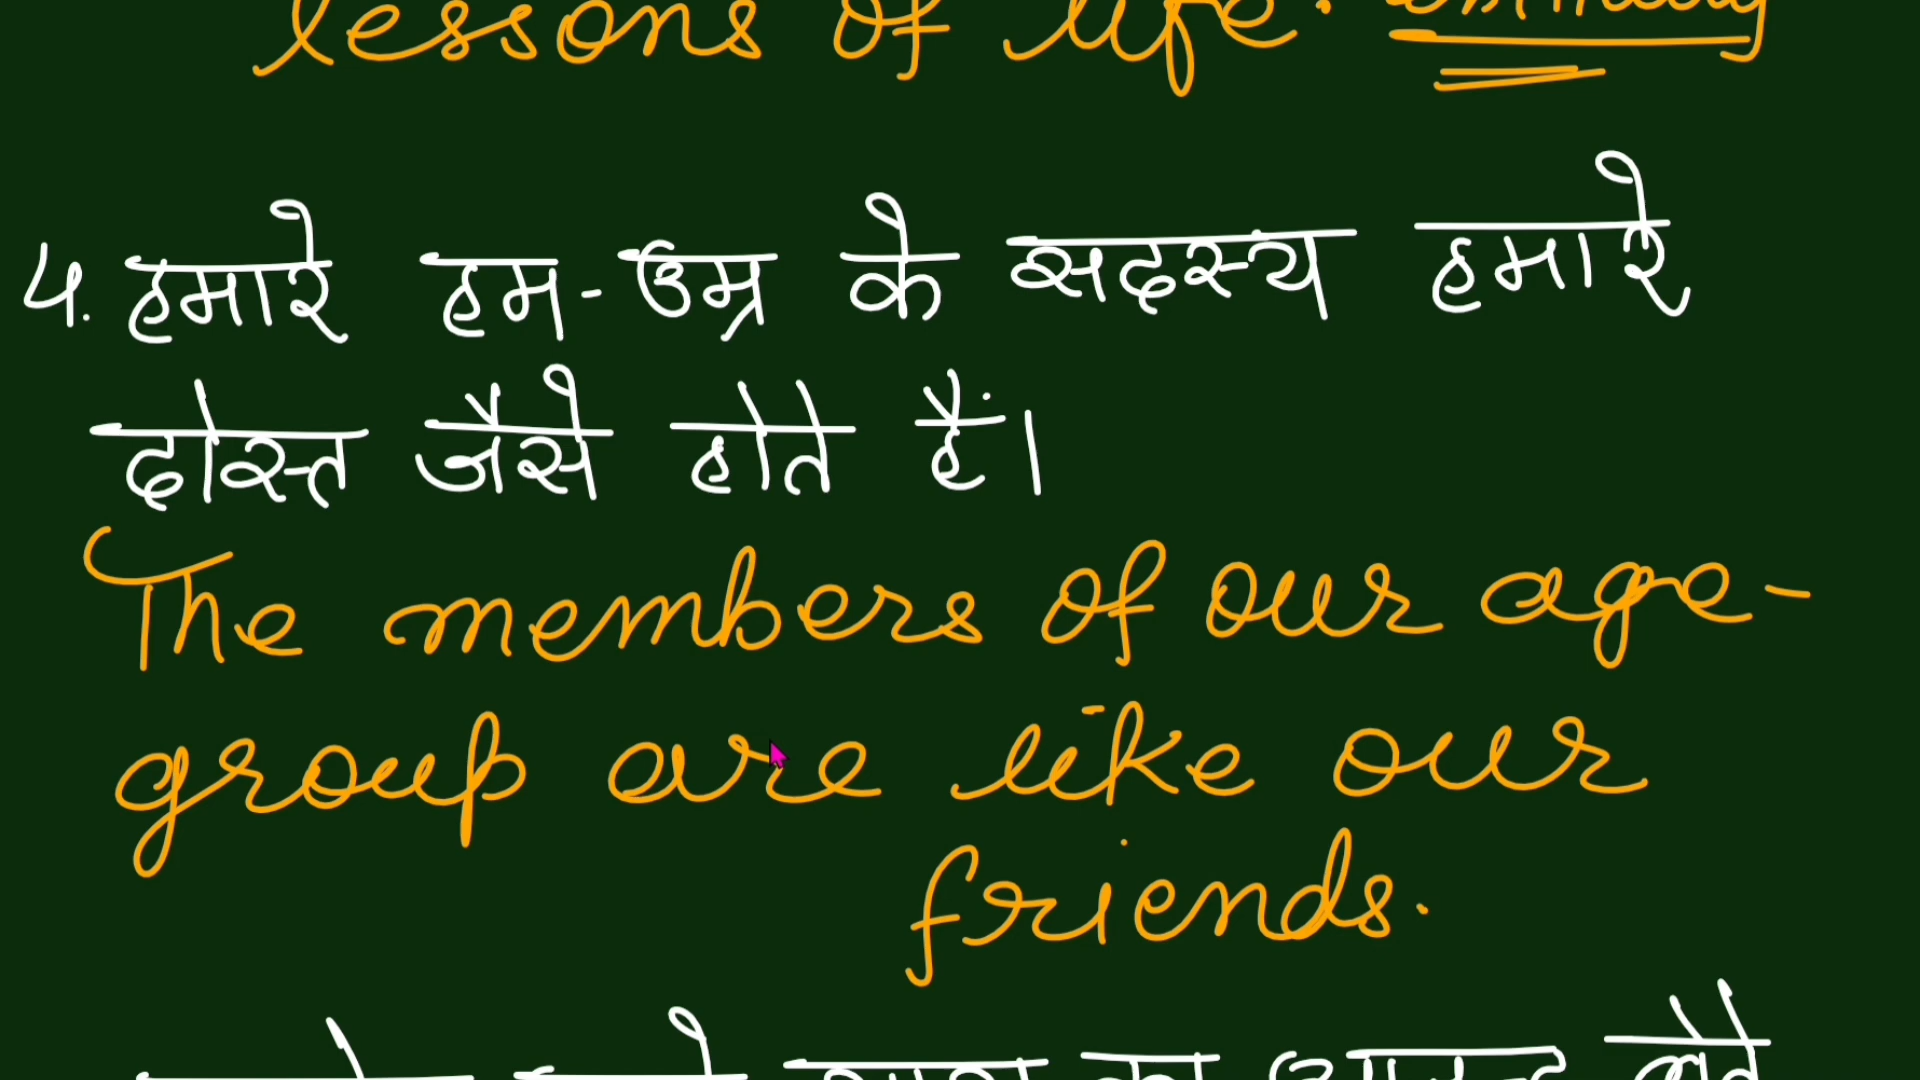 lessons of life.
4. हमारे हम-उम्र के सदस्य हमारे
दोस्त जैसे होते हैं।
The members of our age-
group are like our
friends.